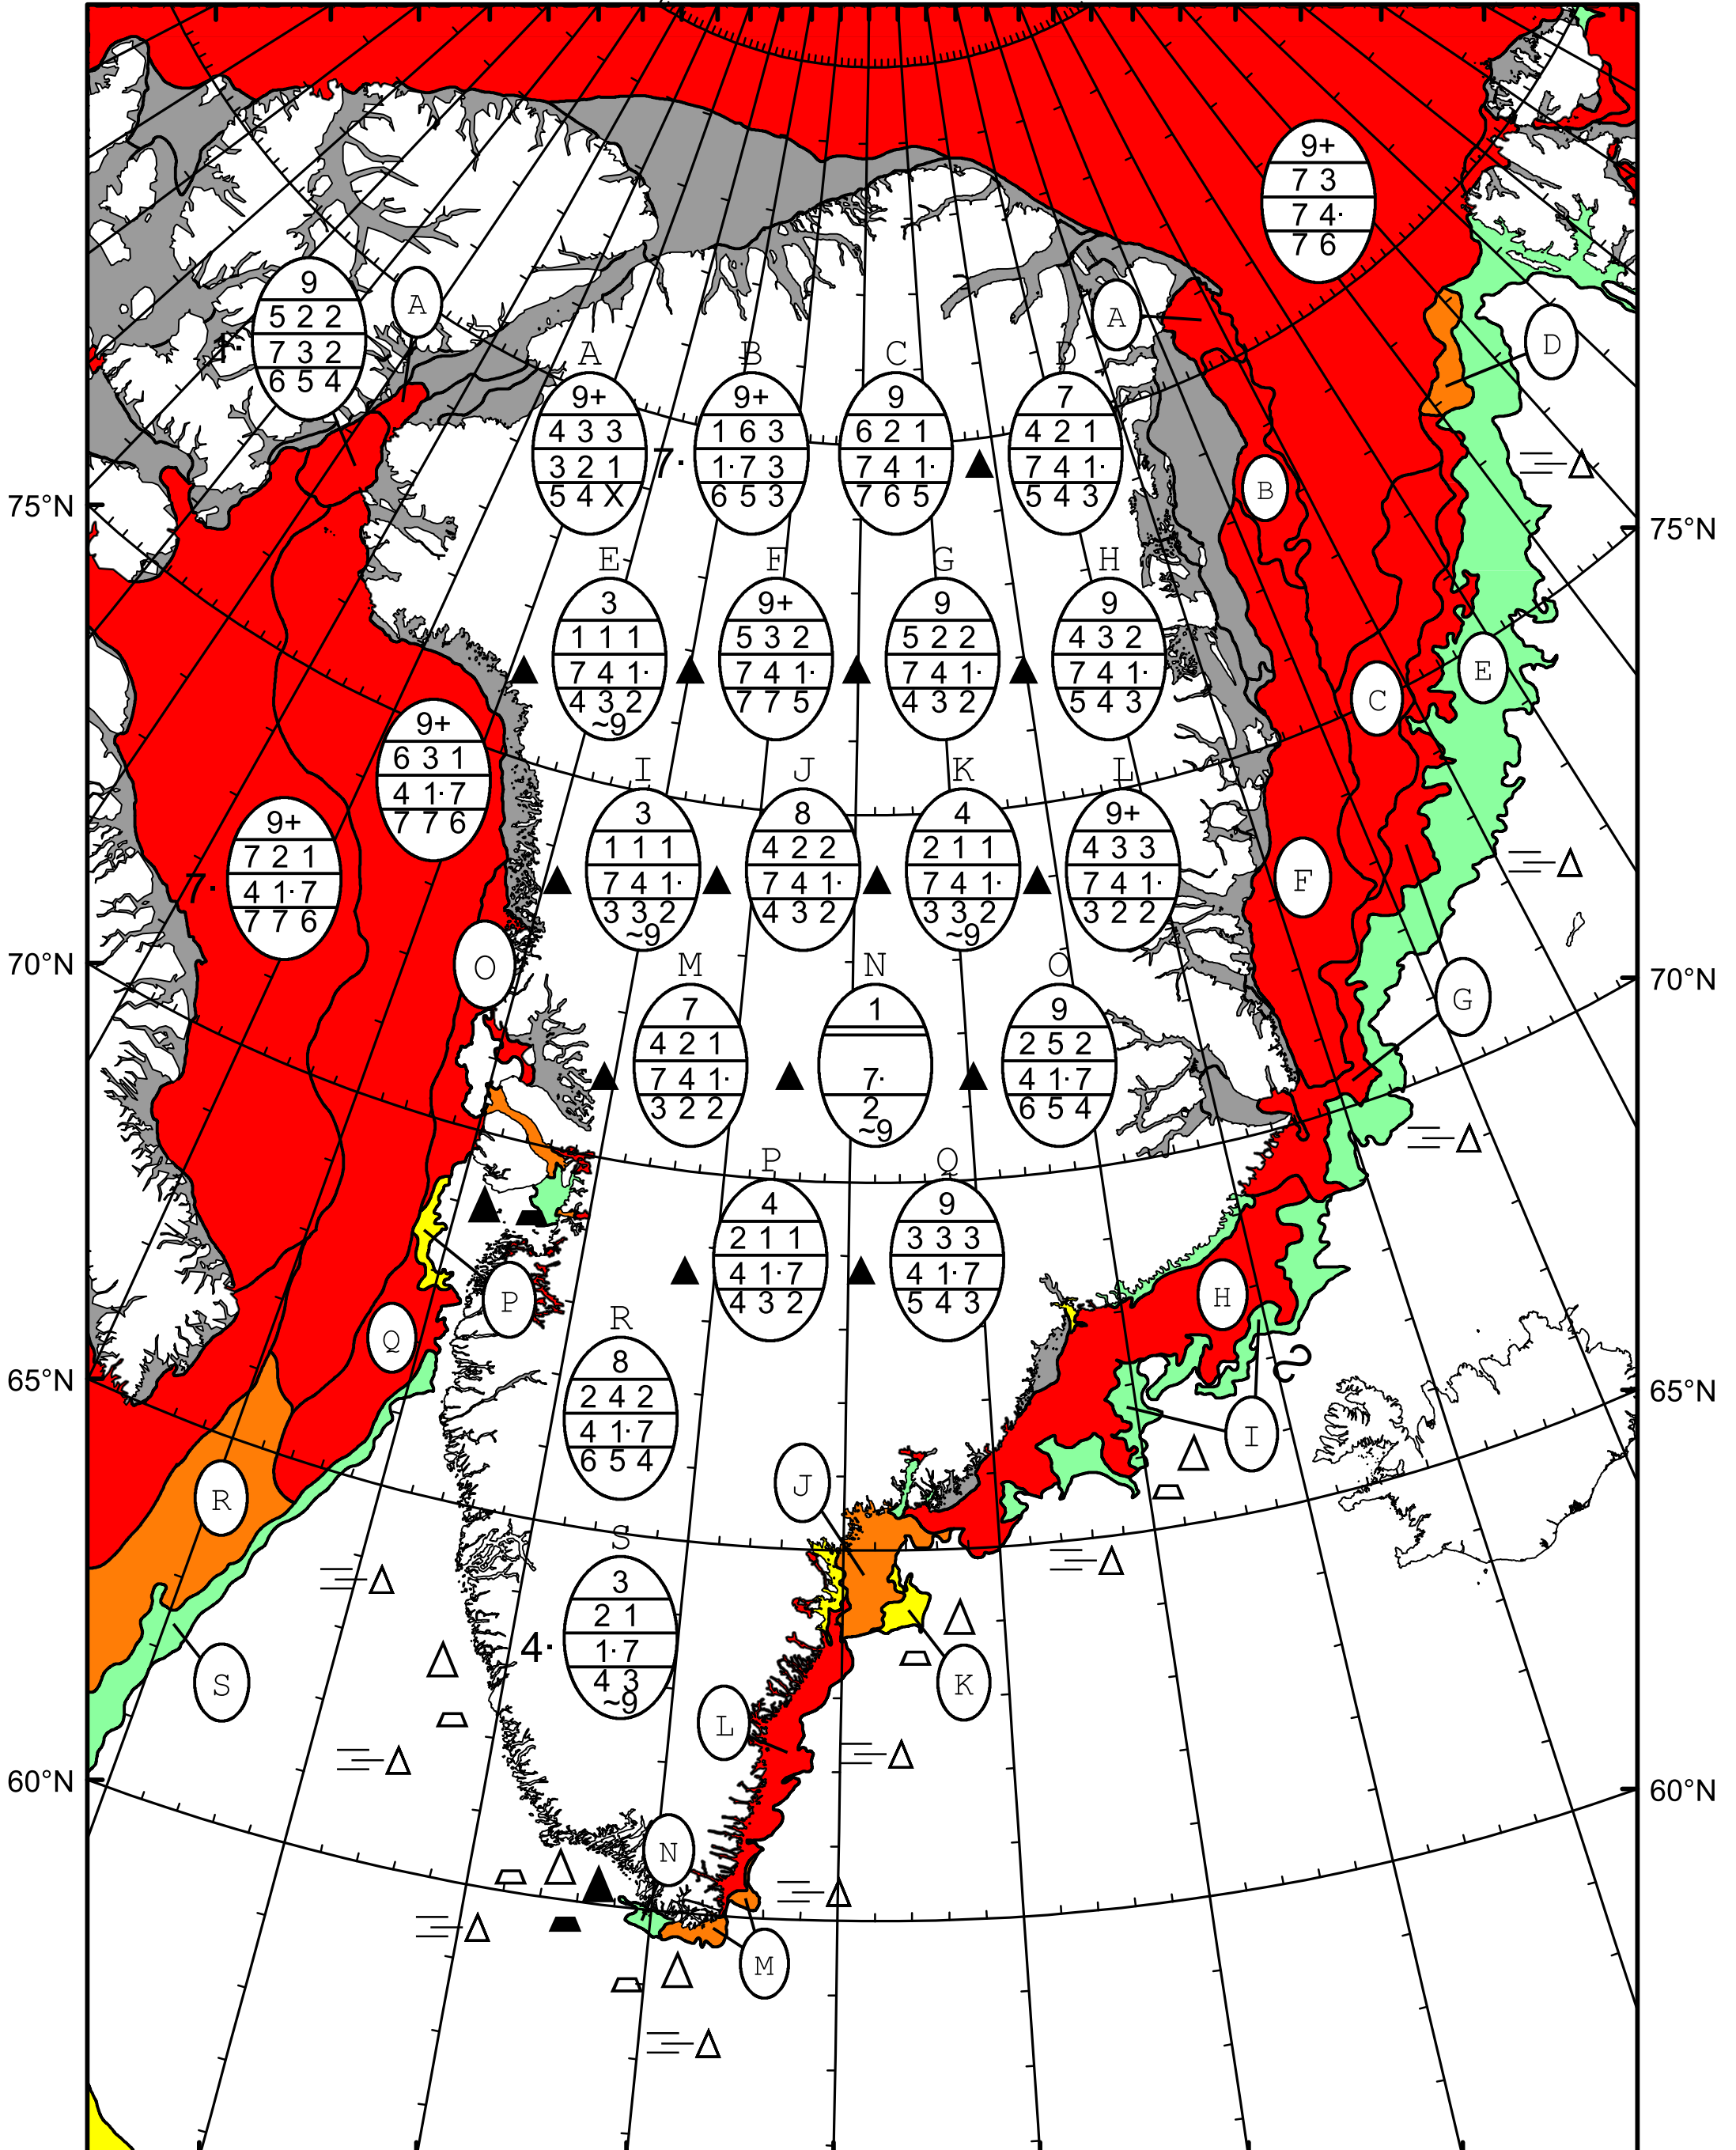 9+
7 3
7 4·
7 6
9
5 2 2
1· 7 3 2
6 5 4
A
A
D
A B C D
9+
4 3 3
3 2 1
5 4 X
9+
1 6 3
7· 1·7 3
6 5 3
9
6 2 1
7 4 1·
7 6 5
7
4 2 1
7 4 1·
5 4 3
B
75°N
75°N
E F G H
3
1 1 1
7 4 1·
4 3 2
~9
9+
5 3 2
7 4 1·
7 7 5
9
5 2 2
7 4 1·
4 3 2
9
4 3 2
7 4 1·
5 4 3
E
C
9+
6 3 1
4 1·7
7 7 6
9+
7 2 1
7· 4 1·7
7 7 6
I J K L
3
1 1 1
7 4 1·
3 3 2
~9
8
4 2 2
7 4 1·
4 3 2
4
2 1 1
7 4 1·
3 3 2
~9
9+
4 3 3
7 4 1·
3 2 2
F
O
70°N
70°N
G
M N O
7
4 2 1
7 4 1·
3 2 2
1
7·
2
~9
9
2 5 2
4 1·7
6 5 4
P Q
4
2 1 1
4 1·7
4 3 2
9
3 3 3
4 1·7
5 4 3
P
H
Q
R
8
2 4 2
4 1·7
6 5 4
65°N
65°N
I
J
R
S
3
2 1
4· 1·7
4 3
~9
S
K
L
60°N
60°N
N
M